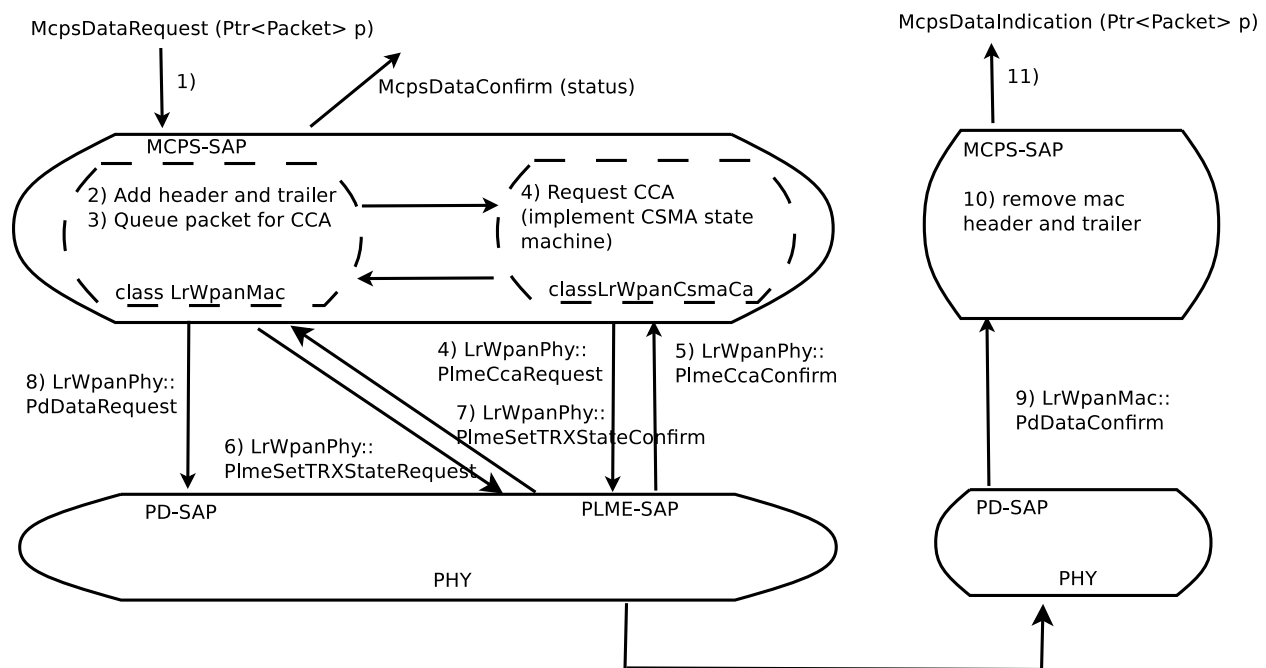 McpsDataRequest (Ptr<Packet> p)
McpsDataIndication (Ptr<Packet> p)
1)
McpsDataConfirm (status)
11)
MCPS-SAP
2) Add header and trailer
3) Queue packet for CCA
4) Request CCA
(implement CSMA state
machine)
class LrWpanMac
classLrWpanCsmaCa
MCPS-SAP
10) remove mac
header and trailer
8) LrWpanPhy::
PdDataRequest
6) LrWpanPhy::
PlmeSetTRXStateRequest
4) LrWpanPhy::
PlmeCcaRequest
7) LrWpanPhy::
PlmeSetTRXStateConfirm
5) LrWpanPhy::
PlmeCcaConfirm
9) LrWpanMac::
PdDataConfirm
PD-SAP
PLME-SAP
PHY
PD-SAP
PHY